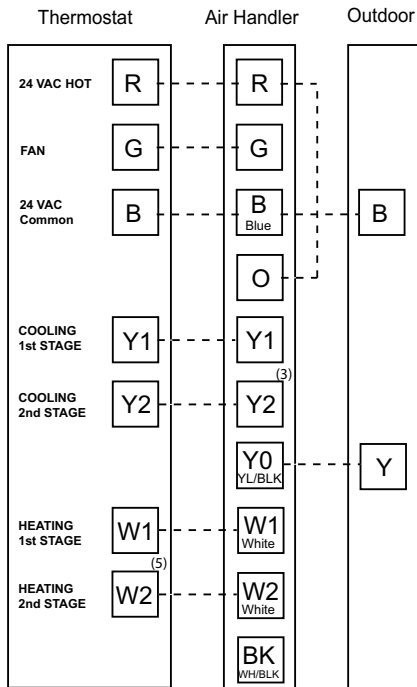 Thermostat Air Handler Outdoor
24 VAC HOT R R
FAN G G
24 VAC
Common B B
Blue B
O
COOLING
1st STAGE Y1 Y1
(3)
COOLING
2nd STAGE Y2 Y2
Y0
YL/BLK Y
HEATING
1st STAGE W1 W1
White
(5)
HEATING
2nd STAGE W2 W2
White
BK
WH/BLK